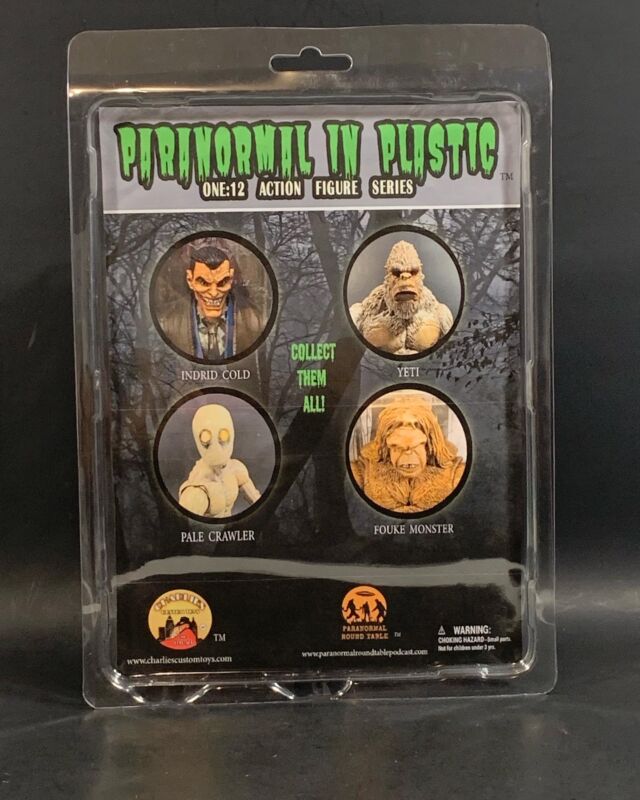 PARANORMAL IN PLASTIC TM
ONE:12 ACTION FIGURE SERIES
INDRID COLD
YETI
COLLECT
THEM
ALL!
PALE CRAWLER
FOUKE MONSTER
CHARLIE'S
TM
www.charliescustomtoys.com
PARANORMAL
ROUND TABLE TM
www.paranormalroundtablepodcast.com
WARNING:
CHOKING HAZARD-Small parts.
Not for children under 3 yrs.